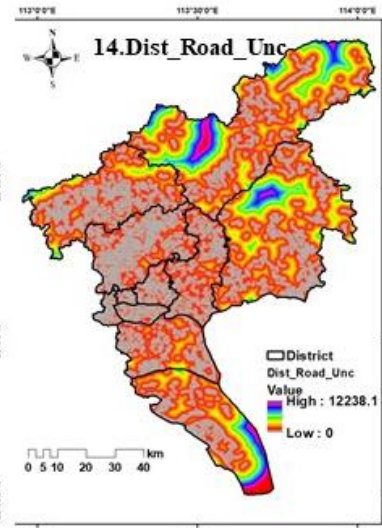 113°0'0"E 113°30'0"E 114°0'0"E
14.Dist_Road_Unc
N
W E
S
District
Dist_Road_Unc
Value
High : 12238.1
Low : 0
km
0 5 10 20 30 40